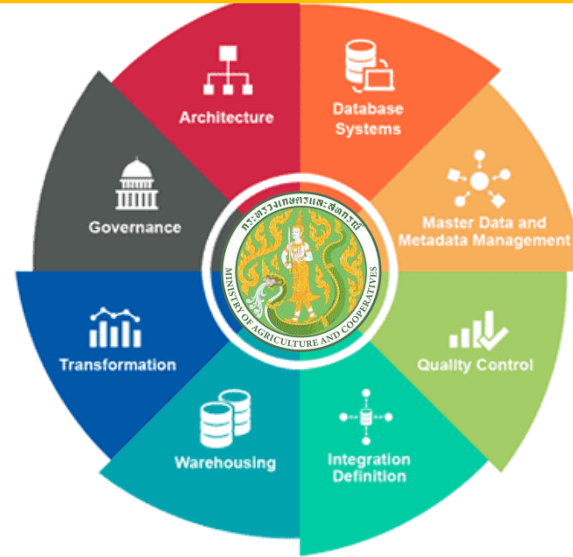 Architecture
Database
Systems
Governance
Master Data and
Metadata Management
กระทรวงเกษตรและสหกรณ์
MINISTRY OF AGRICULTURE AND COOPERATIVES
Transformation
Quality Control
Warehousing
Integration
Definition